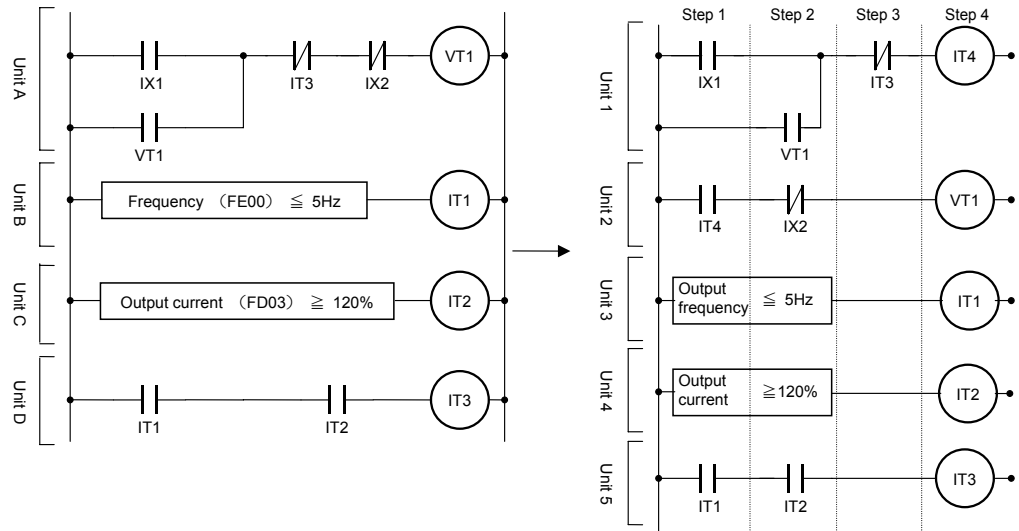 Unit A
IX1
IT3
IX2
VT1
VT1
Unit B
Frequency （FE00） ≦ 5Hz
IT1
Unit C
Output current （FD03） ≧ 120%
IT2
Unit D
IT1
IT2
IT3
Step 1 Step 2 Step 3 Step 4
Unit 1
IX1
IT3
IT4
VT1
Unit 2
IT4
IX2
VT1
Unit 3
Output
frequency ≦ 5Hz
IT1
Unit 4
Output
current ≧120%
IT2
Unit 5
IT1
IT2
IT3